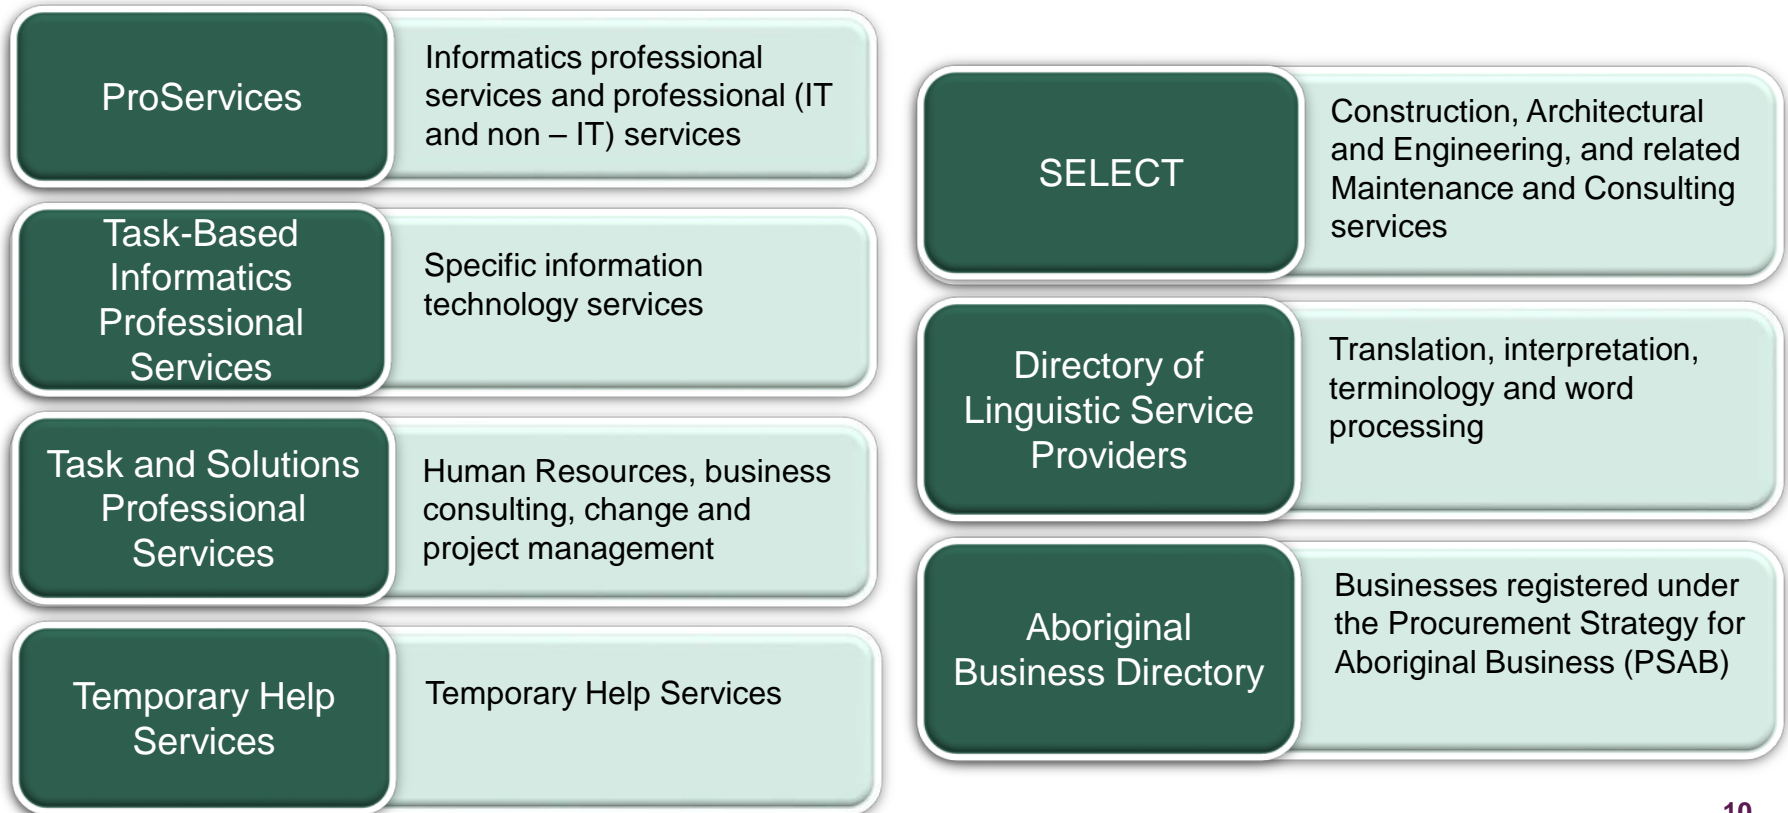 ProServices
Informatics professional
services and professional (IT
and non – IT) services
Task-Based
Informatics
Professional
Services
Specific information
technology services
Task and Solutions
Professional
Services
Human Resources, business
consulting, change and
project management
Temporary Help
Services
Temporary Help Services
SELECT
Construction, Architectural
and Engineering, and related
Maintenance and Consulting
services
Directory of
Linguistic Service
Providers
Translation, interpretation,
terminology and word
processing
Aboriginal
Business Directory
Businesses registered under
the Procurement Strategy for
Aboriginal Business (PSAB)
10